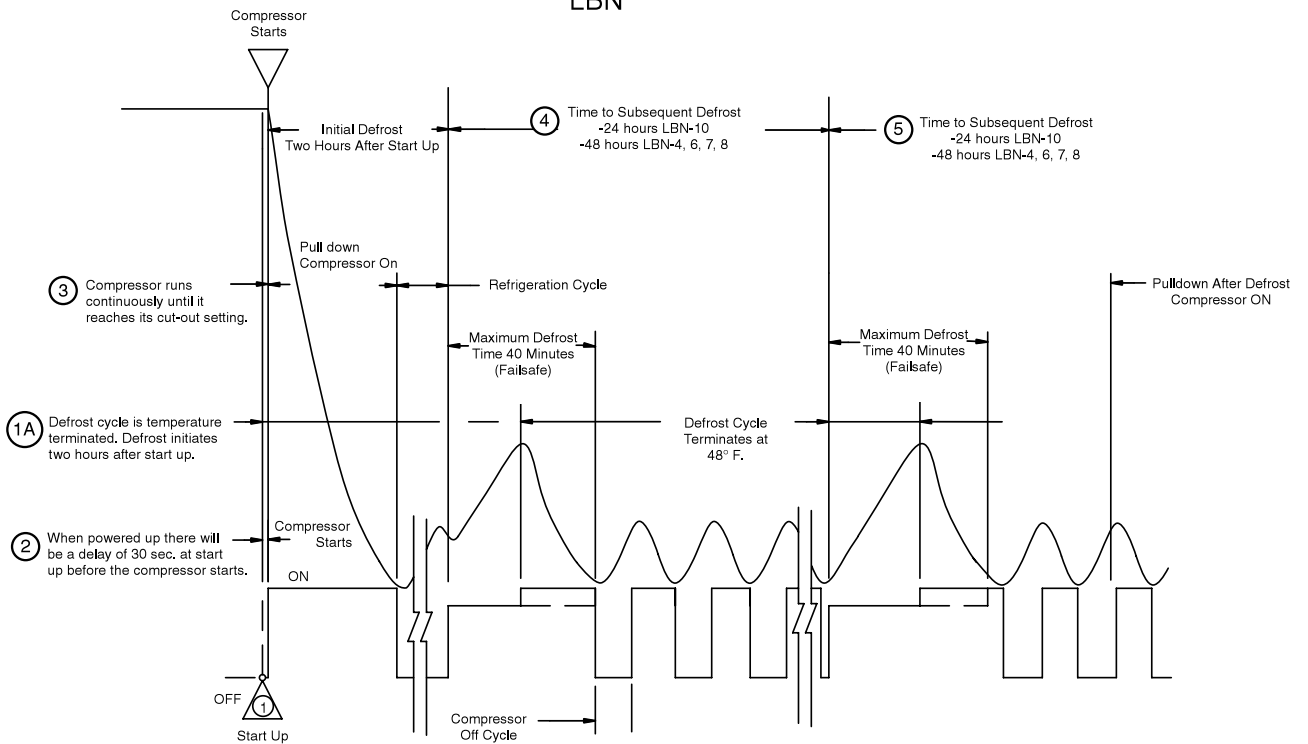 LBN
Compressor
Starts
Initial Defrost
Two Hours After Start Up
4
Time to Subsequent Defrost
-24 hours LBN-10
-48 hours LBN-4, 6, 7, 8
5
Time to Subsequent Defrost
-24 hours LBN-10
-48 hours LBN-4, 6, 7, 8
Pull down
Compressor On
3
Compressor runs
continuously until it
reaches its cut-out setting.
Refrigeration Cycle
Pulldown After Defrost
Compressor ON
Maximum Defrost
Time 40 Minutes
(Failsafe)
Maximum Defrost
Time 40 Minutes
(Failsafe)
1A
Defrost cycle is temperature
terminated. Defrost initiates
two hours after start up.
Defrost Cycle
Terminates at
48° F.
2
When powered up there will
be a delay of 30 sec. at start
up before the compressor starts.
Compressor
Starts
ON
OFF
1
Start Up
Compressor
Off Cycle